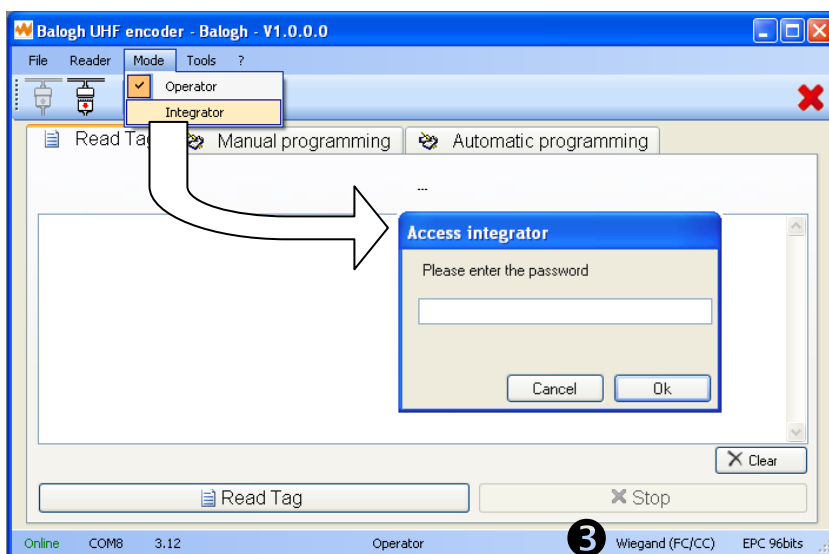 Balogh UHF encoder - Balogh - V1.0.0.0
File Reader Mode Tools ?
Operator
Integrator
Read Tag Manual programming Automatic programming
...
Access integrator
Please enter the password
Cancel Ok
Clear
Read Tag Stop
Online COM8 3.12 Operator ❸ Wiegand (FC/CC) EPC 96bits